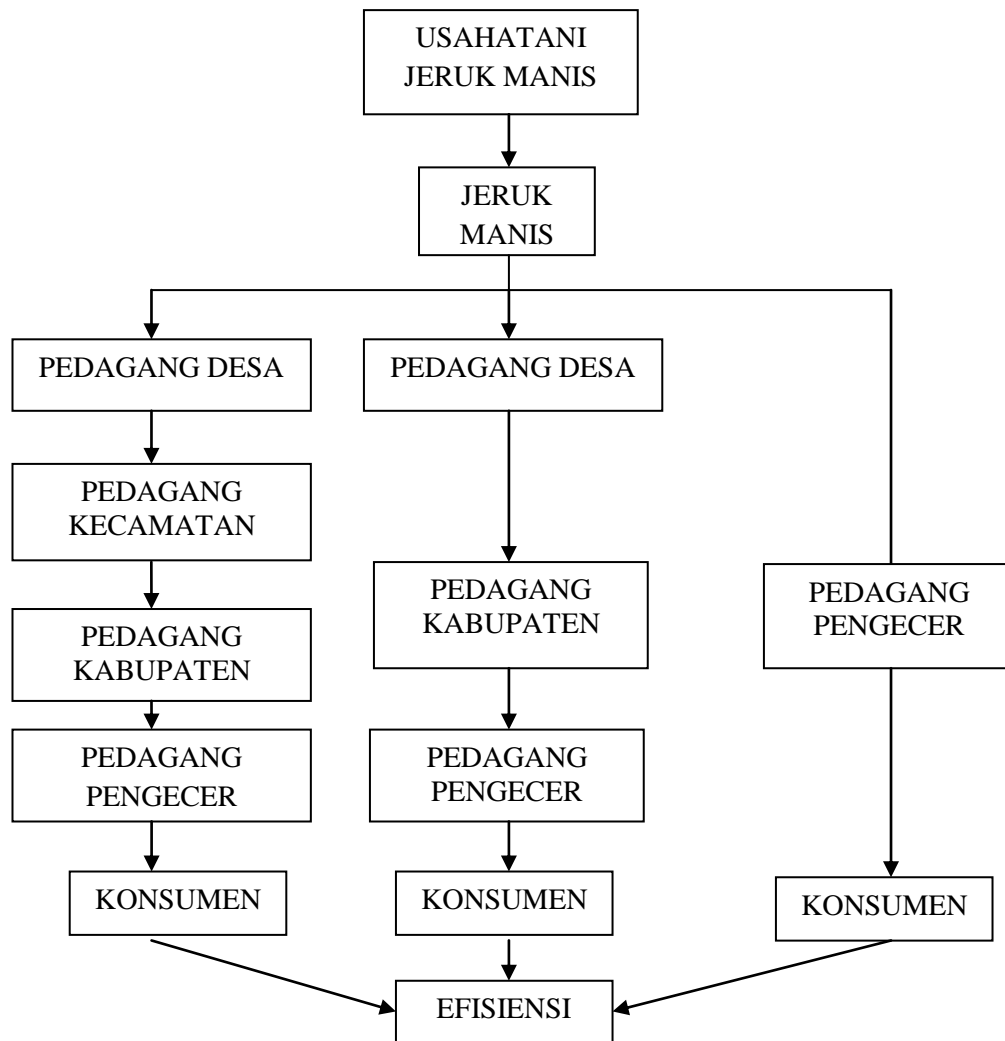 USAHATANI
JERUK MANIS
JERUK
MANIS
PEDAGANG DESA
PEDAGANG DESA
PEDAGANG
KECAMATAN
PEDAGANG
KABUPATEN
PEDAGANG
PENGECER
PEDAGANG
KABUPATEN
PEDAGANG
PENGECER
PEDAGANG
PENGECER
KONSUMEN
KONSUMEN
KONSUMEN
EFISIENSI